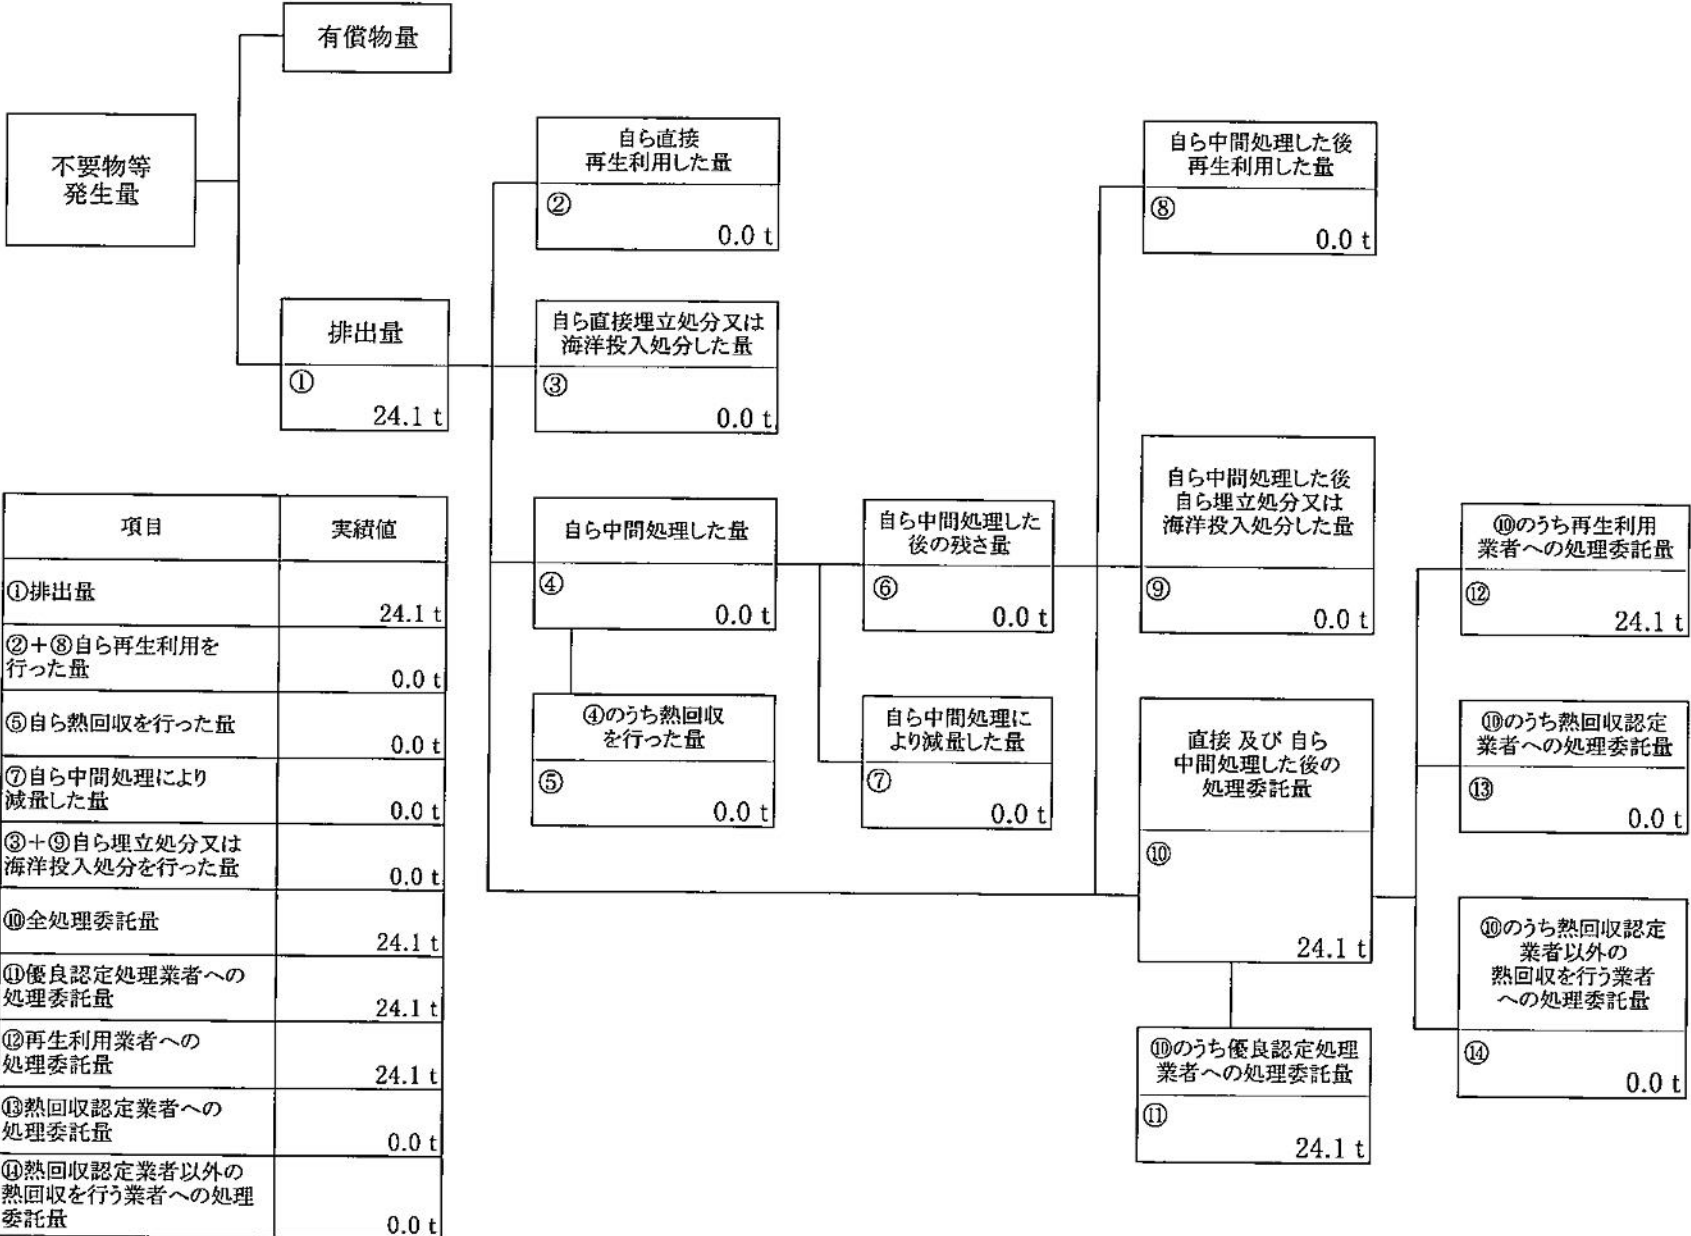 有償物量
不要物等
発生量
排出量
①
24.1 t
自ら直接
再生利用した量
②
0.0 t
自ら直接埋立処分又は
海洋投入処分した量
③
0.0 t
自ら中間処理した量
④
0.0 t
④のうち熱回収
を行った量
⑤
0.0 t
自ら中間処理した
後の残さ量
⑥
0.0 t
自ら中間処理に
より減量した量
⑦
0.0 t
自ら中間処理した後
再生利用した量
⑧
0.0 t
自ら中間処理した後
自ら埋立処分又は
海洋投入処分した量
⑨
0.0 t
直接 及び 自ら
中間処理した後の
処理委託量
⑩
24.1 t
⑩のうち優良認定処理
業者への処理委託量
⑪
24.1 t
⑩のうち再生利用
業者への処理委託量
⑫
24.1 t
⑩のうち熱回収認定
業者への処理委託量
⑬
0.0 t
⑩のうち熱回収認定
業者以外の
熱回収を行う業者
への処理委託量
⑭
0.0 t
項目 実績値
①排出量
24.1 t
②＋⑧自ら再生利用を
行った量
0.0 t
⑤自ら熱回収を行った量
0.0 t
⑦自ら中間処理により
減量した量
0.0 t
③＋⑨自ら埋立処分又は
海洋投入処分を行った量
0.0 t
⑩全処理委託量
24.1 t
⑪優良認定処理業者への
処理委託量
24.1 t
⑫再生利用業者への
処理委託量
24.1 t
⑬熱回収認定業者への
処理委託量
0.0 t
⑭熱回収認定業者以外の
熱回収を行う業者への処理
委託量
0.0 t